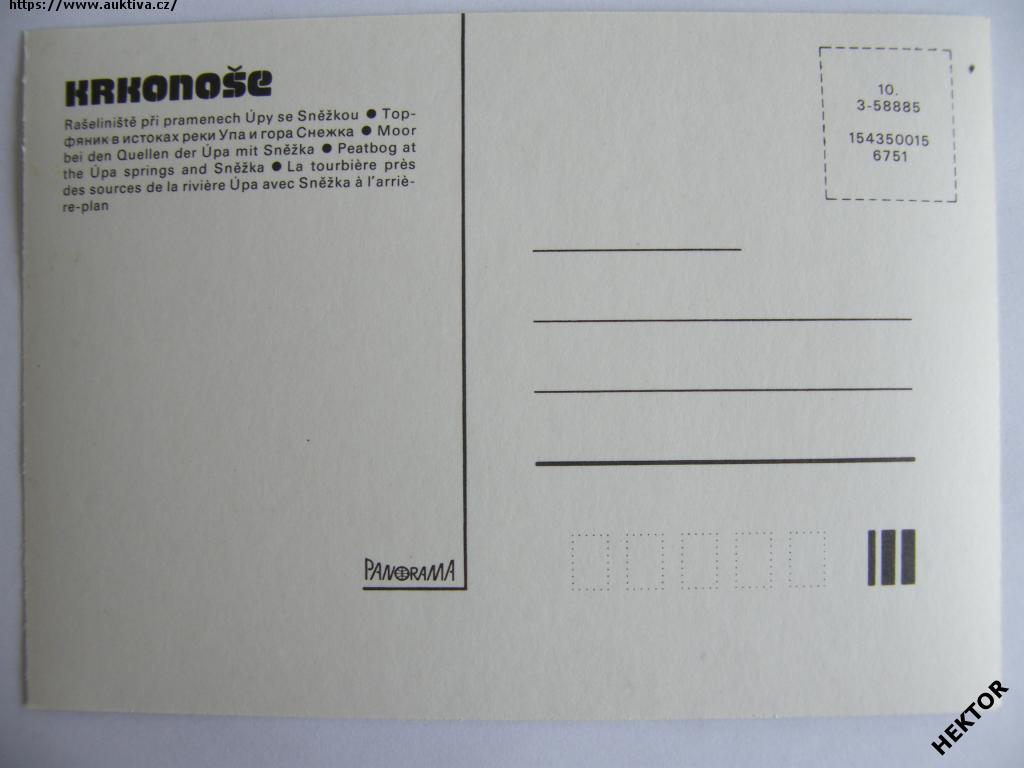 https://www.auktiva.cz/
KRKONOŠE
Rašeliniště při pramenech Úpy se Sněžkou ● Тор-
фяник в истоках реки Упа и гора Снежка ● Moor
bei den Quellen der Úpa mit Sněžka ● Peatbog at
the Úpa springs and Sněžka ● La tourbière près
des sources de la rivière Úpa avec Sněžka à l'arriè-
re-plan
10.
3-58885
154350015
6751
PANORAMA
HEKTOR